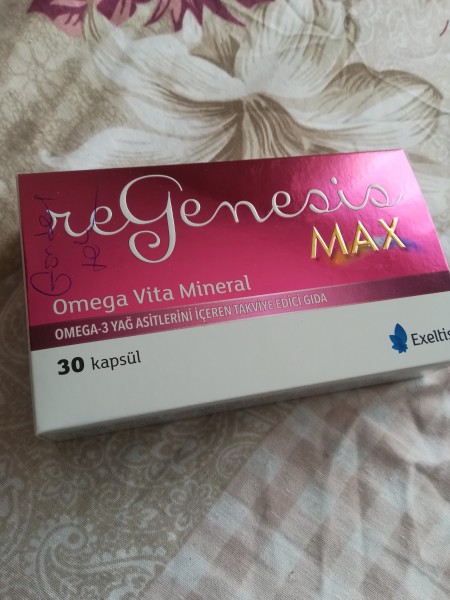 reGenesis
MAX
Omega Vita Mineral
OMEGA-3 YAĞ ASİTLERİNİ İÇEREN TAKVİYE EDİCİ GIDA
30 kapsül
Exeltis